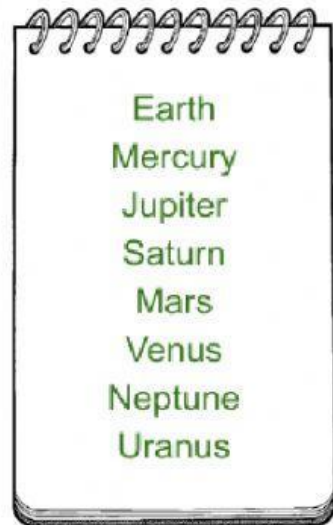 Earth
Mercury
Jupiter
Saturn
Mars
Venus
Neptune
Uranus